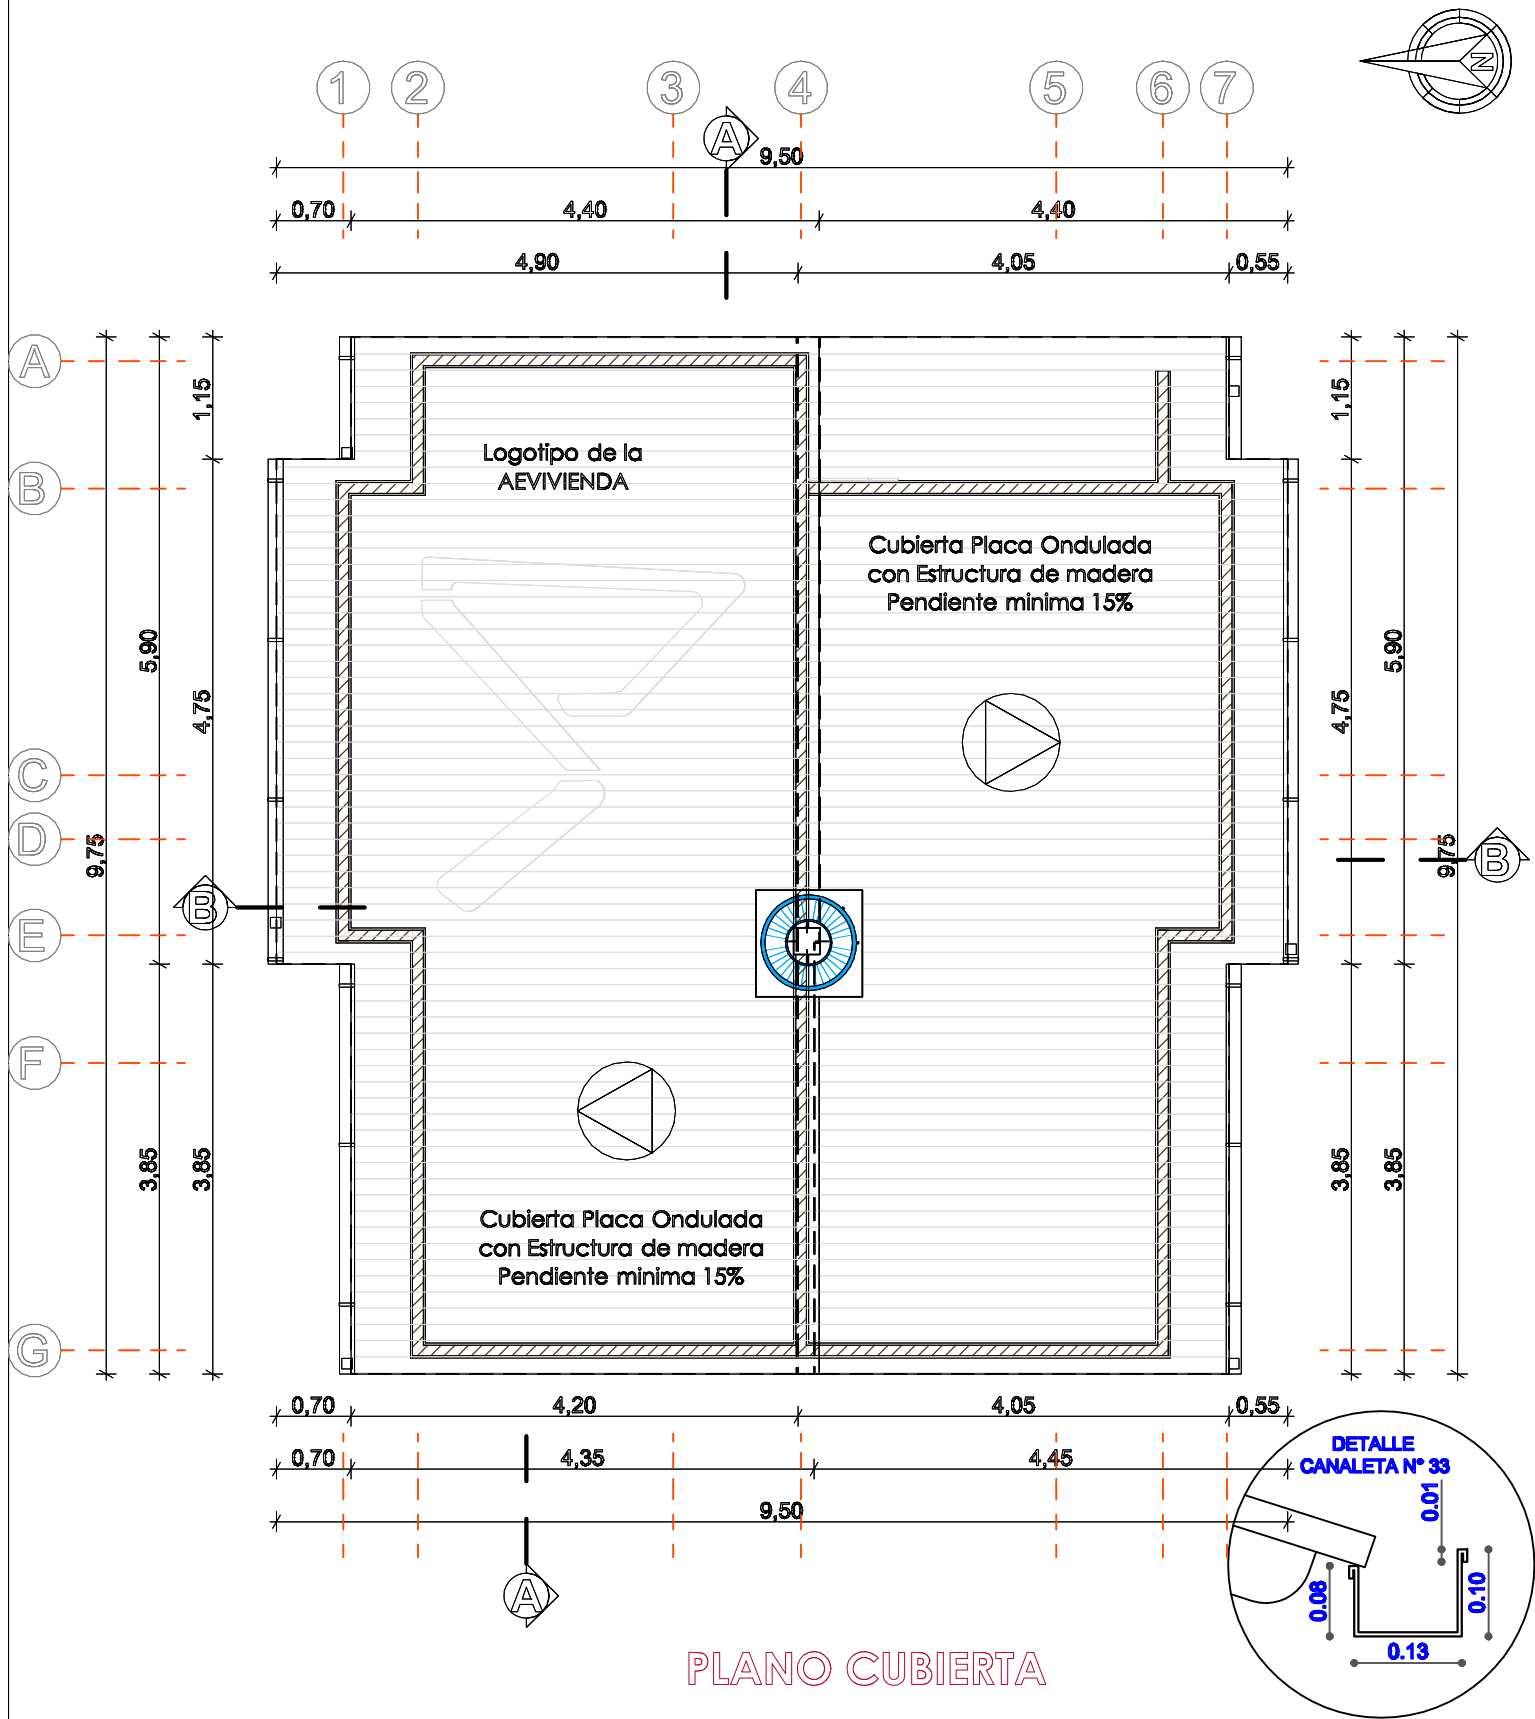 N
1 2 3 4 5 6 7
A
9,50
0,70 4,40 4,40
4,90 4,05 0,55
A
B
C
D
E
F
G
1,15
5,90
4,75
9,75
B
3,85
3,85
1,15
5,90
4,75
9,75
B
3,85
3,85
Logotipo de la
AEVIVIENDA
Cubierta Placa Ondulada
con Estructura de madera
Pendiente minima 15%
Cubierta Placa Ondulada
con Estructura de madera
Pendiente minima 15%
0,70 4,20 4,05 0,55
0,70 4,35 4,45
9,50
A
DETALLE
CANALETA N° 33
0.01
0.08
0.10
0.13
PLANO CUBIERTA